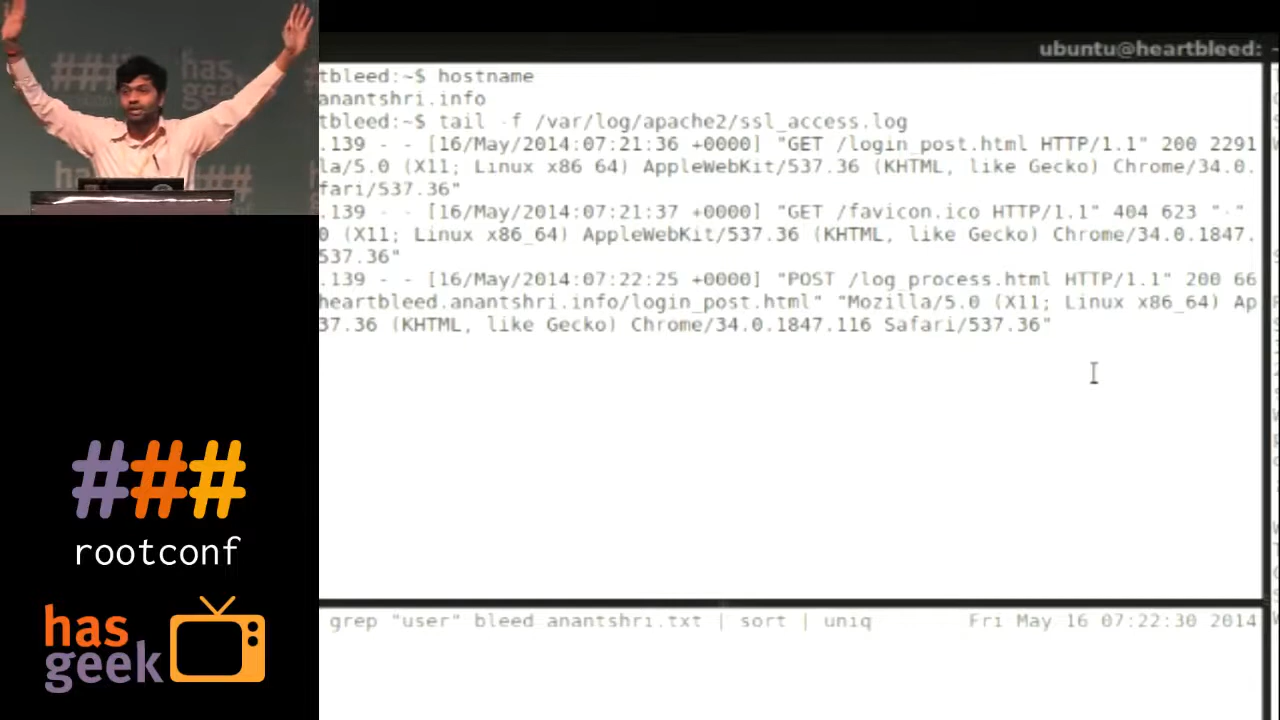 ###
has
geek
ubuntu@heartbleed: ~
tbleed:~$ hostname
anantshri.info
tbleed:~$ tail -f /var/log/apache2/ssl_access.log
.139 - - [16/May/2014:07:21:36 +0000] "GET /login_post.html HTTP/1.1" 200 2291
la/5.0 (X11; Linux x86_64) AppleWebKit/537.36 (KHTML, like Gecko) Chrome/34.0.
fari/537.36"
.139 - - [16/May/2014:07:21:37 +0000] "GET /favicon.ico HTTP/1.1" 404 623 "-"
0 (X11; Linux x86_64) AppleWebKit/537.36 (KHTML, like Gecko) Chrome/34.0.1847.
537.36"
.139 - - [16/May/2014:07:22:25 +0000] "POST /log_process.html HTTP/1.1" 200 66
heartbleed.anantshri.info/login_post.html" "Mozilla/5.0 (X11; Linux x86_64) Ap
37.36 (KHTML, like Gecko) Chrome/34.0.1847.116 Safari/537.36"
grep "user" bleed anantshri.txt | sort | uniq Fri May 16 07:22:30 2014
###
rootconf
has
geek